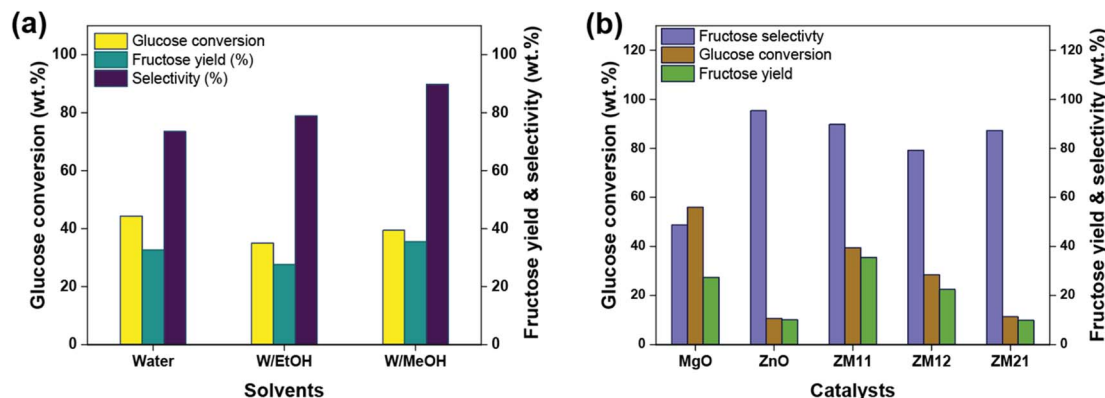 (a)
Glucose conversion
Fructose yield (%)
Selectivity (%)
Glucose conversion (wt.%)
100
80
60
40
20
0
100
80
60
40
20
0
Fructose yield & selectivity (wt.%)
Water
W/EtOH
W/MeOH
Solvents
(b)
Fructose selectivty
Glucose conversion
Fructose yield
Glucose conversion (wt.%)
120
100
80
60
40
20
0
120
100
80
60
40
20
0
Fructose yield & selectivity (wt.%)
MgO
ZnO
ZM11
ZM12
ZM21
Catalysts